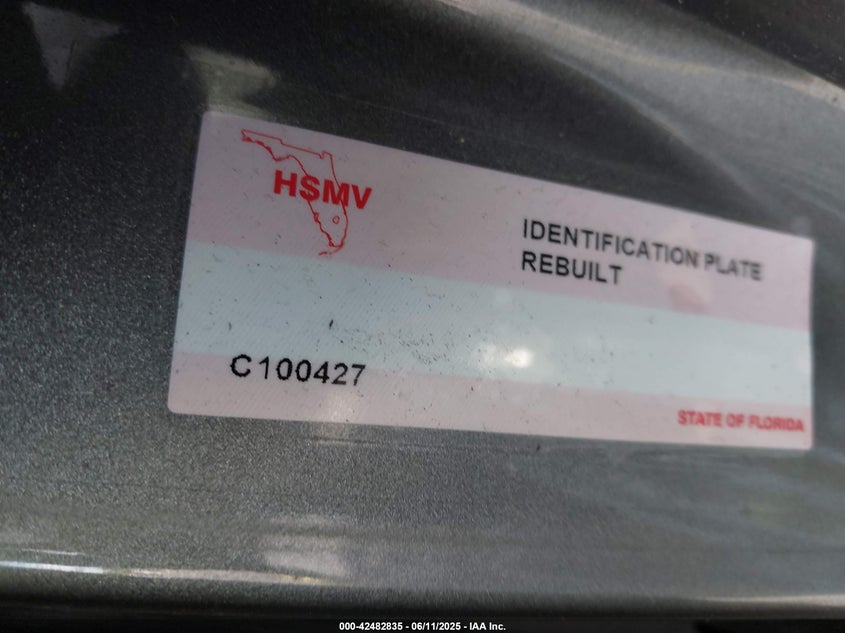 HSMV
IDENTIFICATION PLATE
REBUILT
C100427
STATE OF FLORIDA
000-42482835 - 06/11/2025 - IAA Inc.